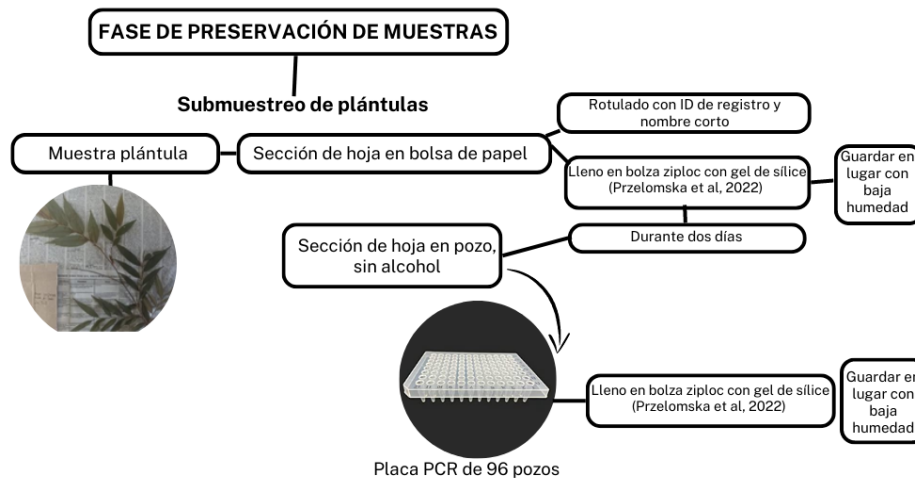 FASE DE PRESERVACIÓN DE MUESTRAS
Submuestreo de plántulas
Muestra plántula
Sección de hoja en bolsa de papel
Rotulado con ID de registro y
nombre corto
Lleno en bolza ziploc con gel de sílice
(Przelomska et al, 2022)
Guardar en
lugar con
baja
humedad
Durante dos días
Sección de hoja en pozo,
sin alcohol
Placa PCR de 96 pozos
Lleno en bolza ziploc con gel de sílice
(Przelomska et al, 2022)
Guardar en
lugar con
baja
humedad